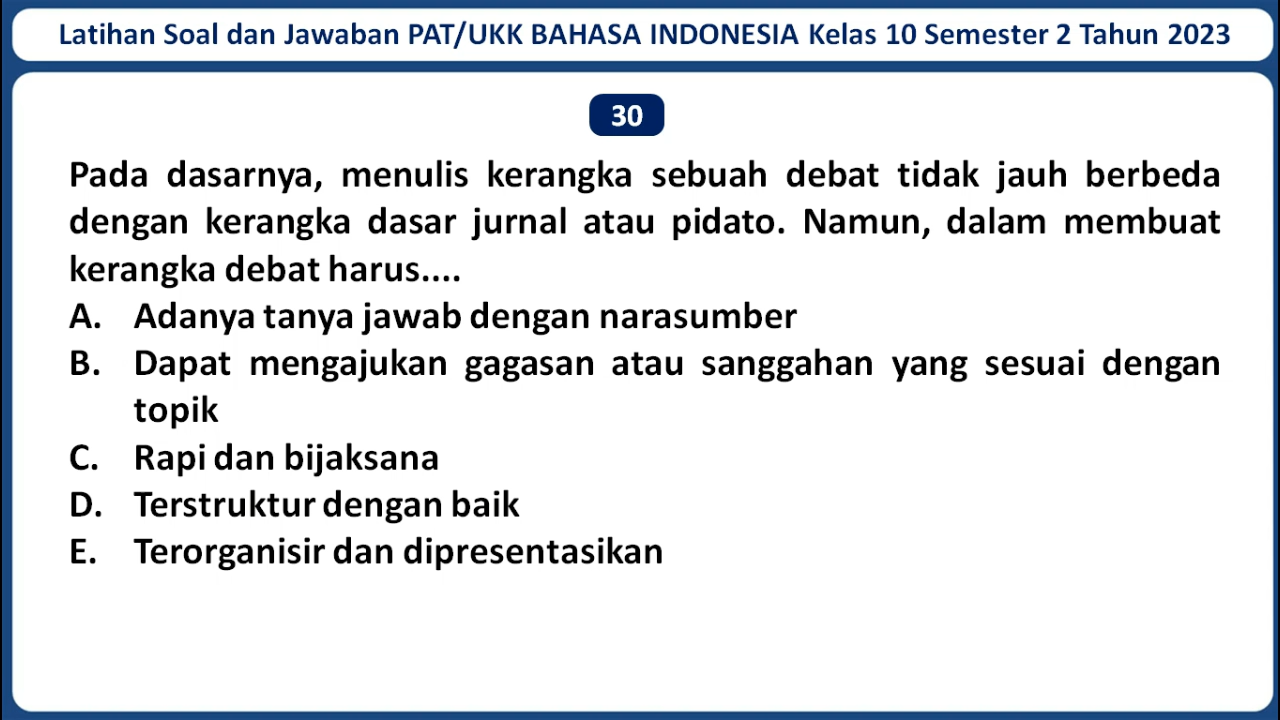 Latihan Soal dan Jawaban PAT/UKK BAHASA INDONESIA Kelas 10 Semester 2 Tahun 2023
30
Pada dasarnya, menulis kerangka sebuah debat tidak jauh berbeda
dengan kerangka dasar jurnal atau pidato. Namun, dalam membuat
kerangka debat harus....
A. Adanya tanya jawab dengan narasumber
B. Dapat mengajukan gagasan atau sanggahan yang sesuai dengan
topik
C. Rapi dan bijaksana
D. Terstruktur dengan baik
E. Terorganisir dan dipresentasikan